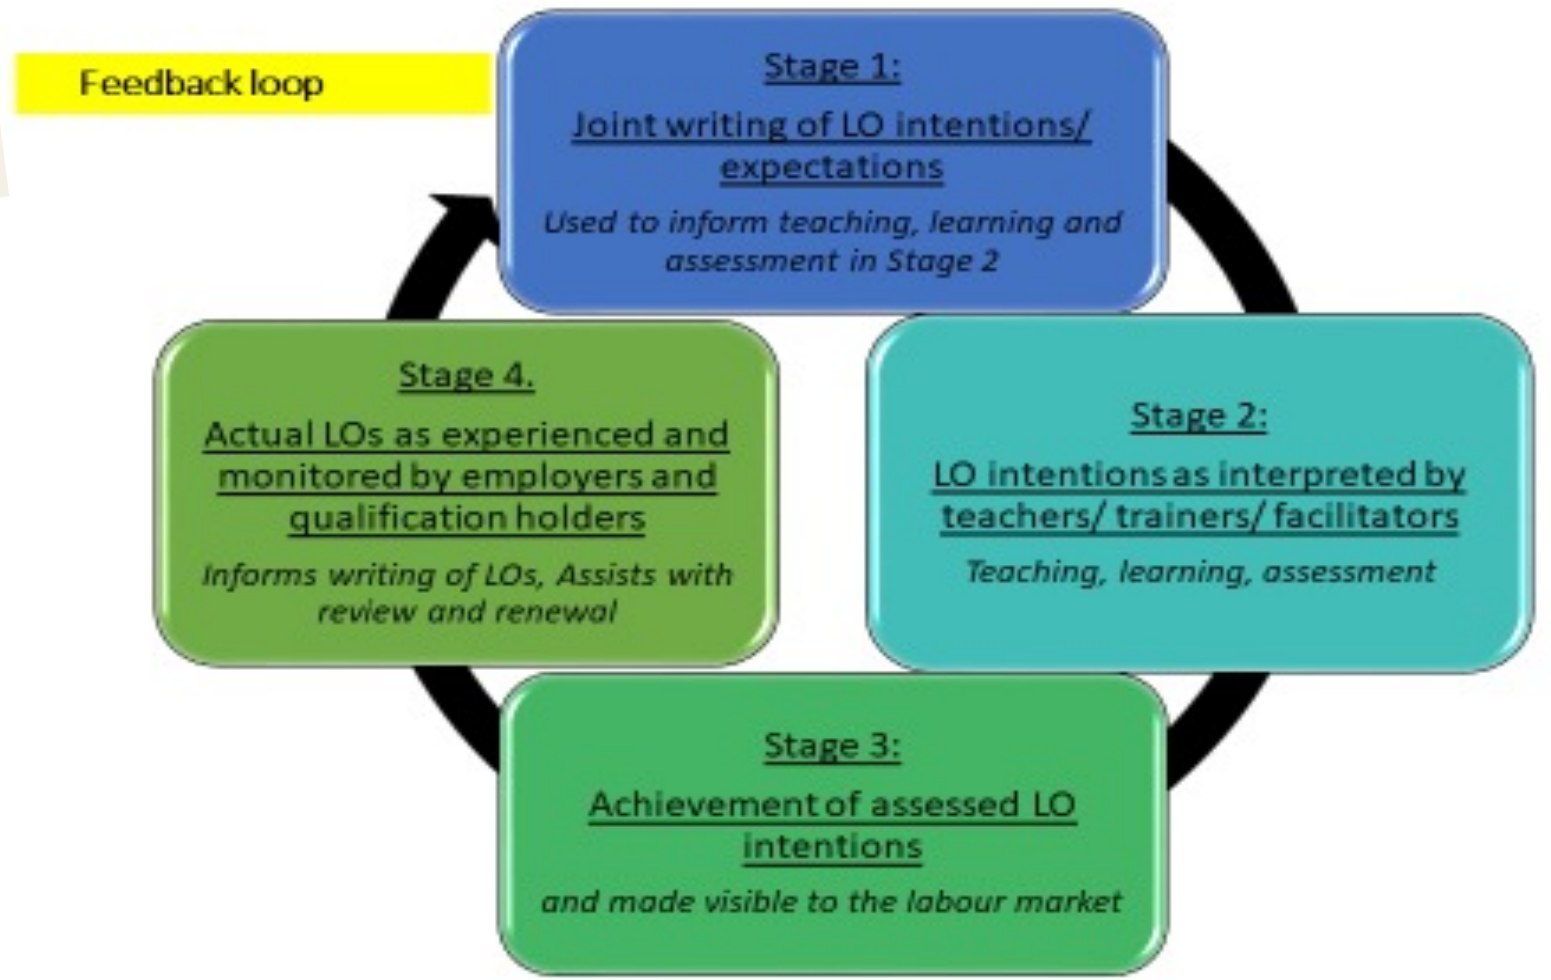 Feedback loop
Stage 1:
Joint writing of LO intentions/
expectations
Used to inform teaching, learning and
assessment in Stage 2
Stage 2:
LO intentions as interpreted by
teachers/ trainers/ facilitators
Teaching, learning, assessment
Stage 3:
Achievement of assessed LO
intentions
and made visible to the labour market
Stage 4.
Actual LOs as experienced and
monitored by employers and
qualification holders
Informs writing of LOs, Assists with
review and renewal